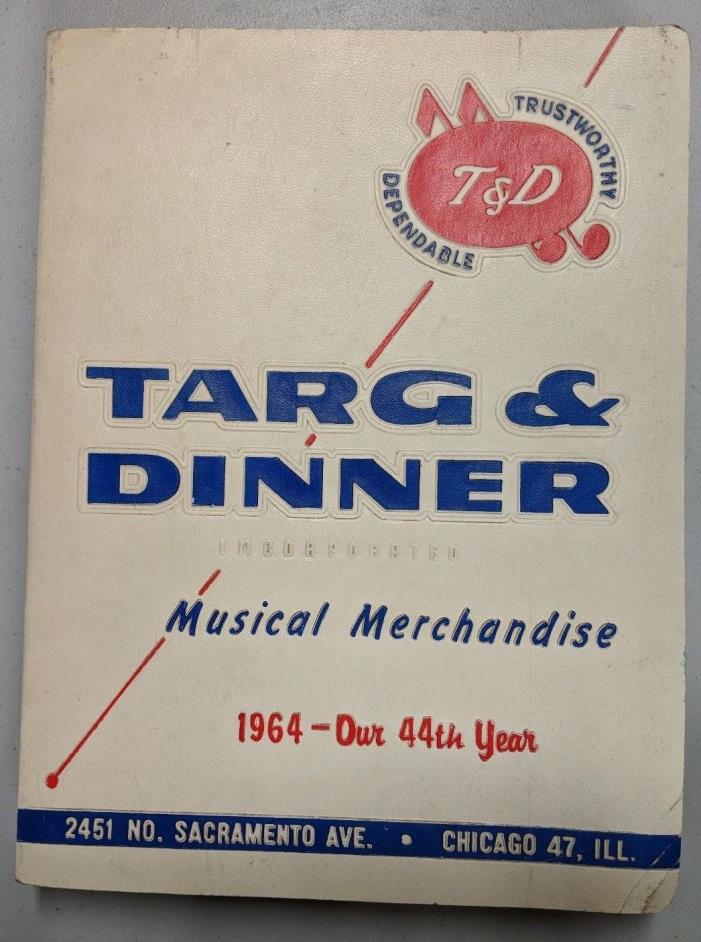 TRUSTWORTHY
T&D
DEPENDABLE
TARG &
DINNER
INCORPORATED
Musical Merchandise
1964 - Our 44th Year
2451 NO. SACRAMENTO AVE. • CHICAGO 47, ILL.